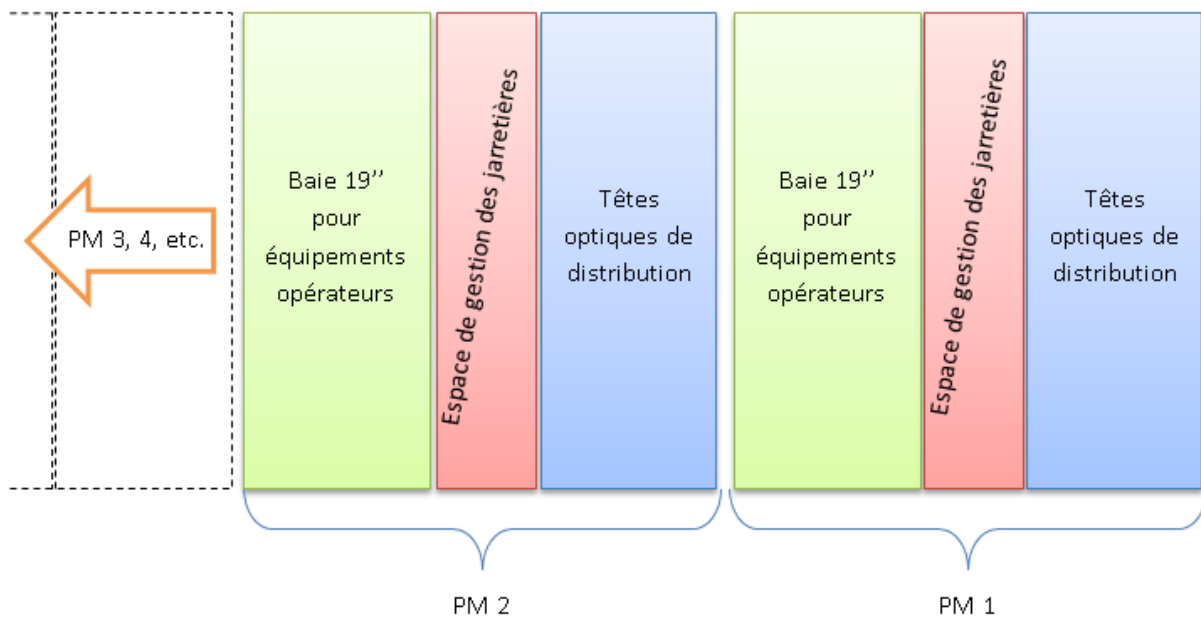 PM 3, 4, etc.
Baie 19’’
pour
équipements
opérateurs
Espace de gestion des jarretières
Têtes
optiques de
distribution
Baie 19’’
pour
équipements
opérateurs
Espace de gestion des jarretières
Têtes
optiques de
distribution
PM 2
PM 1